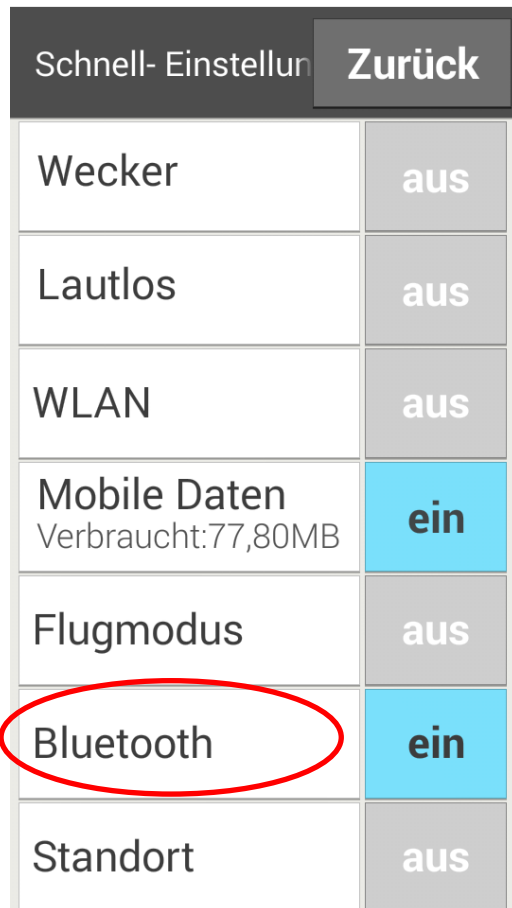 Schnell- Einstellun
Zurück
Wecker
aus
Lautlos
aus
WLAN
aus
Mobile Daten
Verbraucht:77,80MB
ein
Flugmodus
aus
Bluetooth
ein
Standort
aus